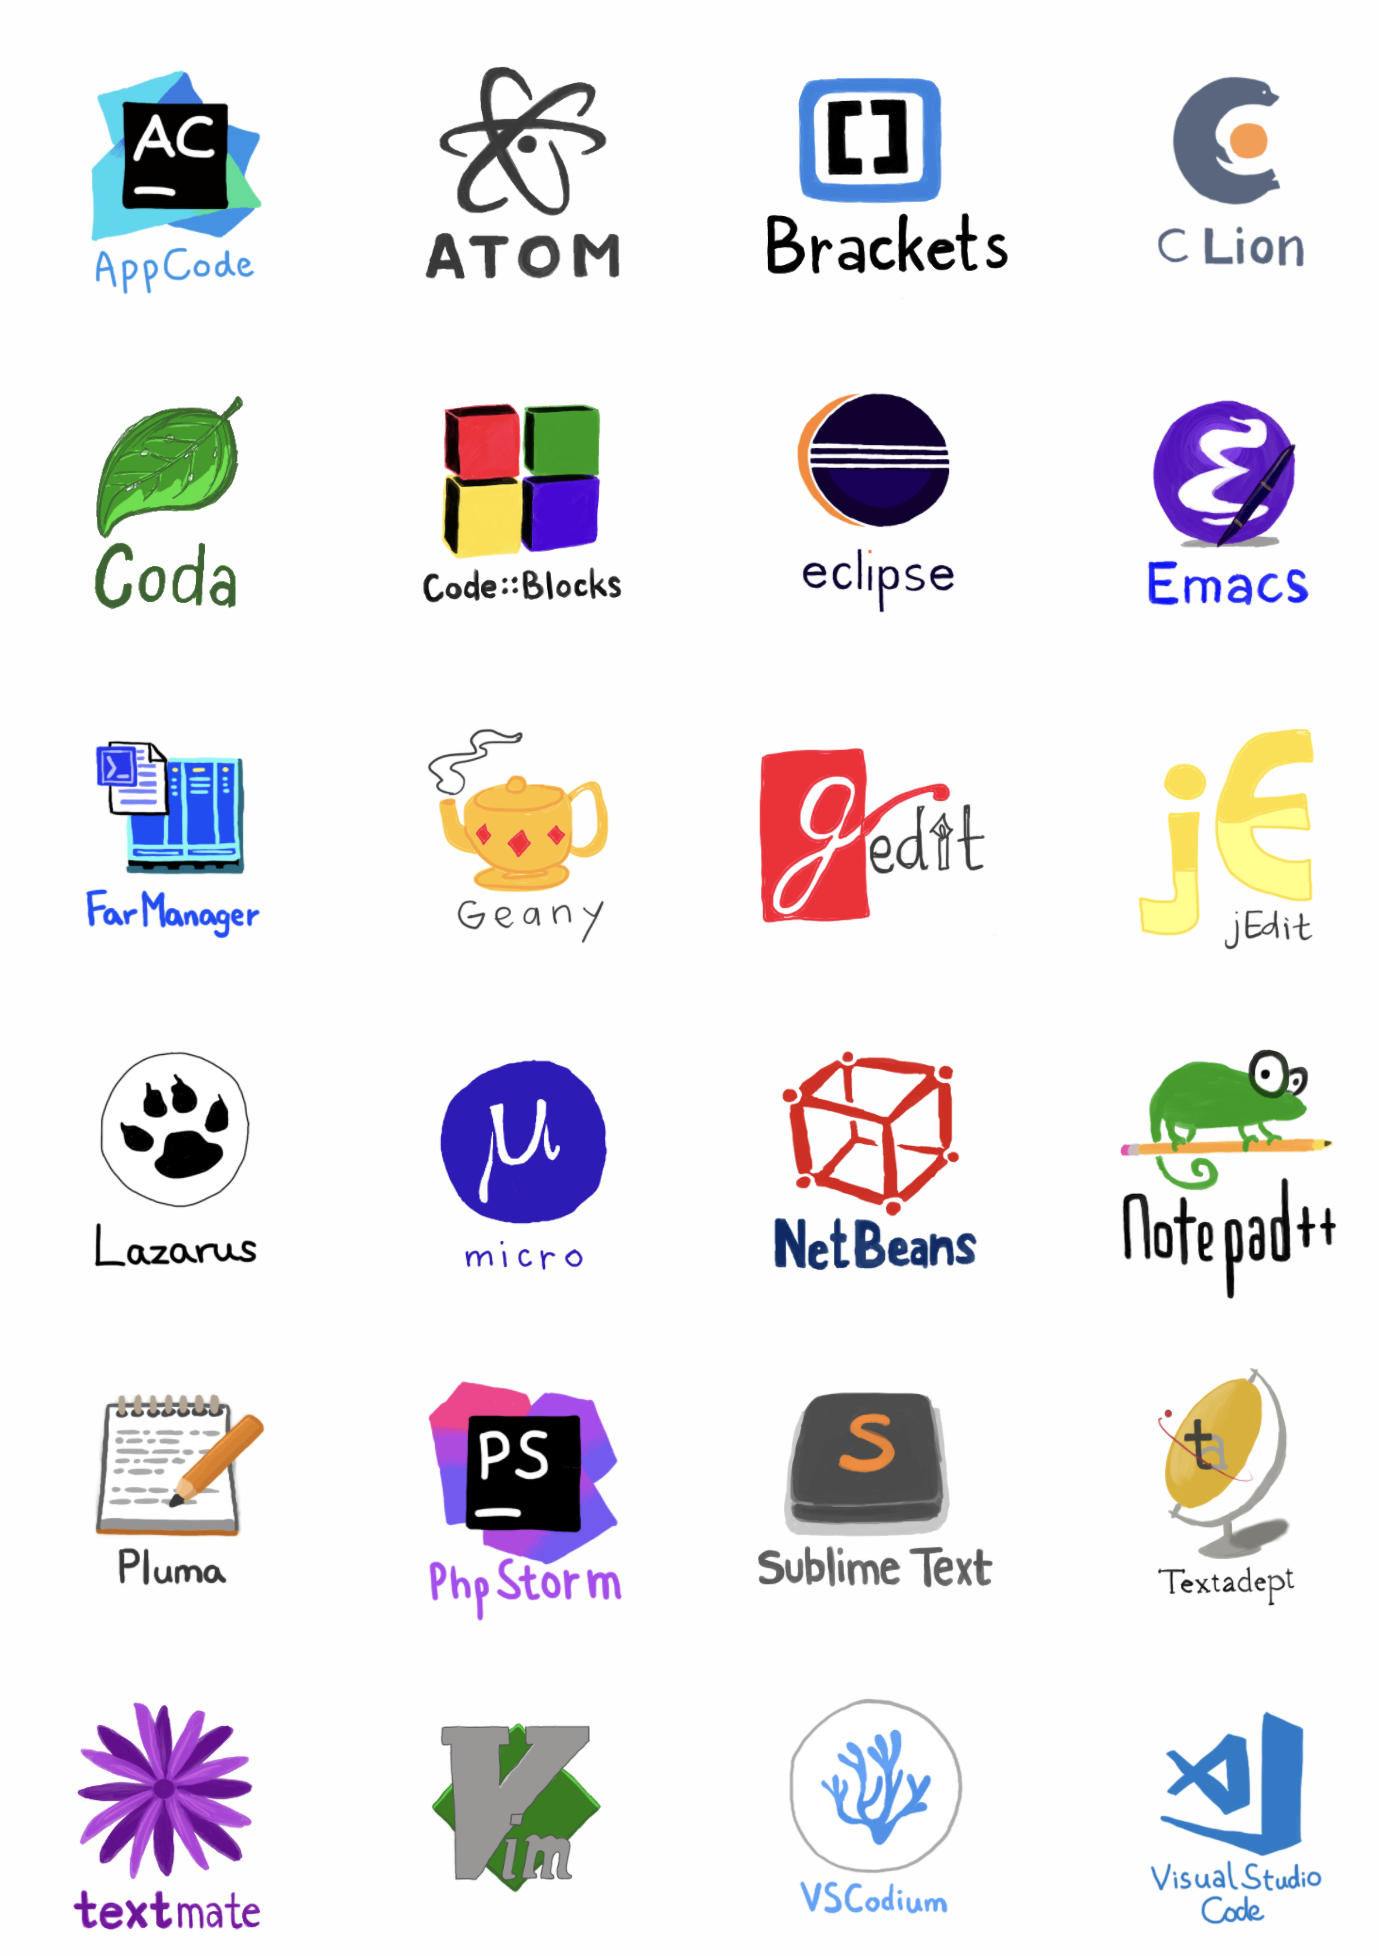 AC
AppCode
ATOM
[]
Brackets
C
C Lion
Coda
Code::Blocks
eclipse
Ɛ
Emacs
FarManager
Geany
gedit
jE
jEdit
Lazarus
μ
micro
NetBeans
Notepad++
Pluma
PS
PhpStorm
S
Sublime Text
ta
Textadept
textmate
Vim
VSCodium
Visual Studio
Code